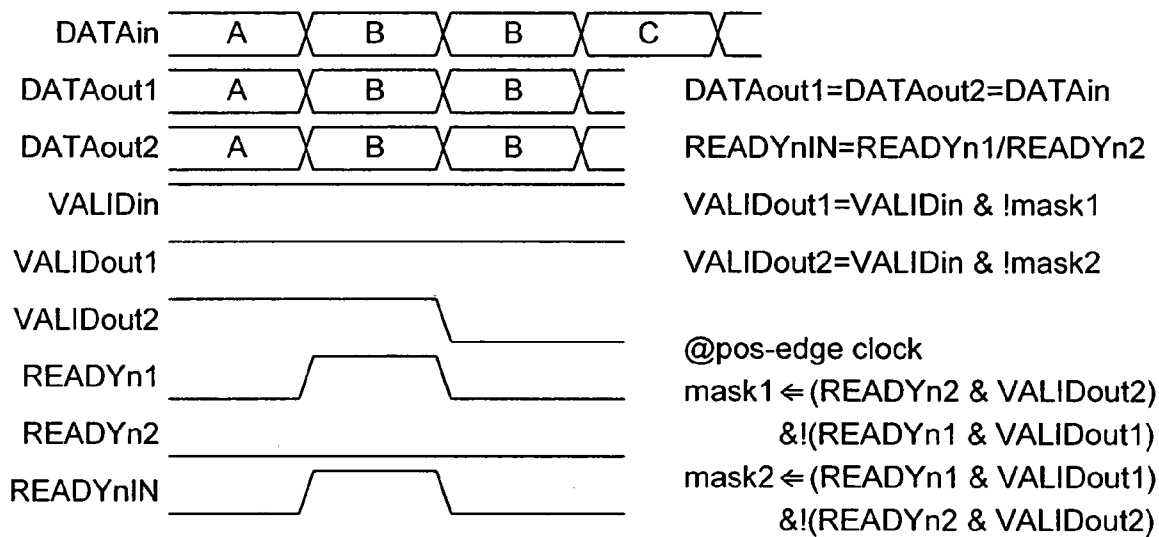 DATAin A B B C
DATAout1 A B B DATAout1=DATAout2=DATAin
DATAout2 A B B READYnIN=READYn1/READYn2
VALIDin VALIDout1=VALIDin & !mask1
VALIDout1 VALIDout2=VALIDin & !mask2
VALIDout2
@pos-edge clock
READYn1 mask1⇐(READYn2 & VALIDout2)
READYn2 &!(READYn1 & VALIDout1)
READYnIN mask2⇐(READYn1 & VALIDout1)
&!(READYn2 & VALIDout2)